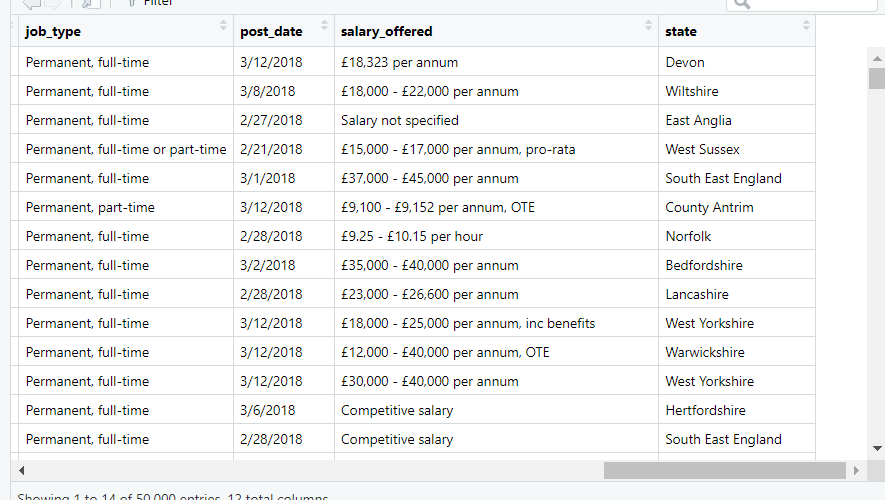 Filter
job_type post_date salary_offered state
Permanent, full-time 3/12/2018 £18,323 per annum Devon
Permanent, full-time 3/8/2018 £18,000 - £22,000 per annum Wiltshire
Permanent, full-time 2/27/2018 Salary not specified East Anglia
Permanent, full-time or part-time 2/21/2018 £15,000 - £17,000 per annum, pro-rata West Sussex
Permanent, full-time 3/1/2018 £37,000 - £45,000 per annum South East England
Permanent, part-time 3/12/2018 £9,100 - £9,152 per annum, OTE County Antrim
Permanent, full-time 2/28/2018 £9.25 - £10.15 per hour Norfolk
Permanent, full-time 3/2/2018 £35,000 - £40,000 per annum Bedfordshire
Permanent, full-time 2/28/2018 £23,000 - £26,600 per annum Lancashire
Permanent, full-time 3/12/2018 £18,000 - £25,000 per annum, inc benefits West Yorkshire
Permanent, full-time 3/12/2018 £12,000 - £40,000 per annum, OTE Warwickshire
Permanent, full-time 3/12/2018 £30,000 - £40,000 per annum West Yorkshire
Permanent, full-time 3/6/2018 Competitive salary Hertfordshire
Permanent, full-time 2/28/2018 Competitive salary South East England
Showing 1 to 14 of 50,000 entries, 12 total columns